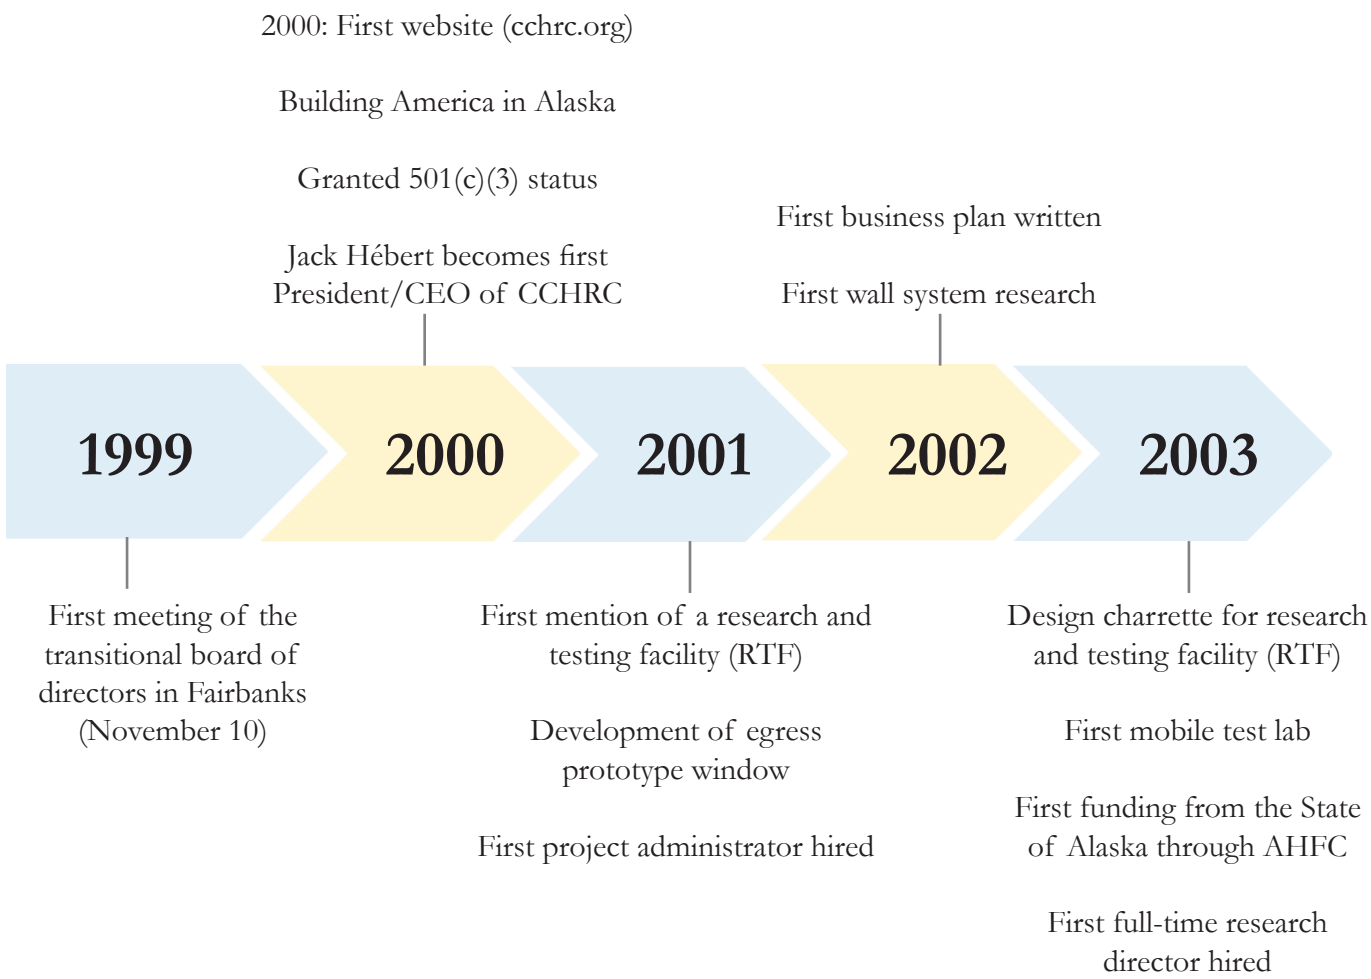 2000: First website (cchrc.org)
Building America in Alaska
Granted 501(c)(3) status
Jack Hébert becomes first
President/CEO of CCHRC
First business plan written
First wall system research
1999
2000
2001
2002
2003
First meeting of the
transitional board of
directors in Fairbanks
(November 10)
First mention of a research and
testing facility (RTF)
Development of egress
prototype window
First project administrator hired
Design charrette for research
and testing facility (RTF)
First mobile test lab
First funding from the State
of Alaska through AHFC
First full-time research
director hired